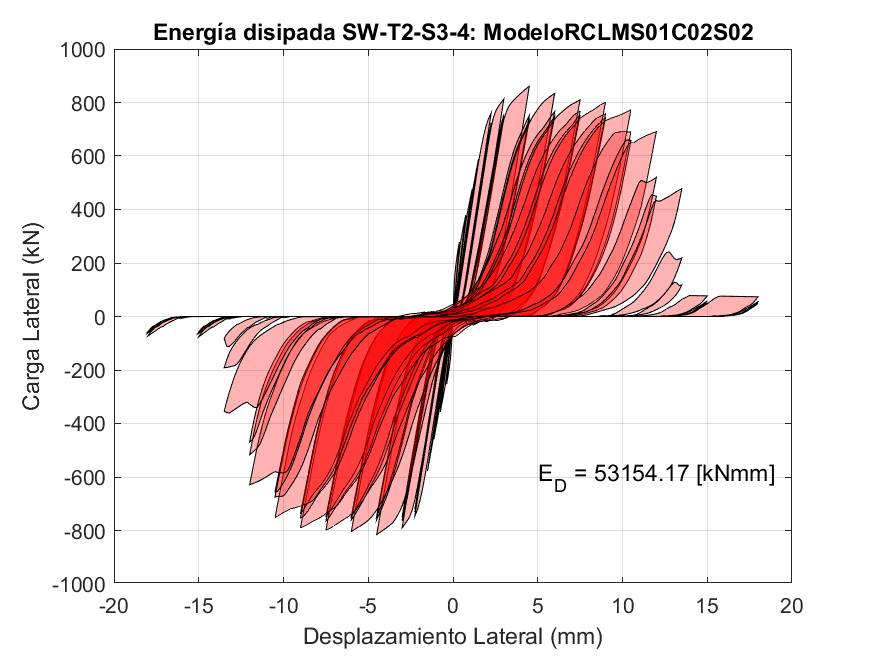 Energía disipada SW-T2-S3-4: ModeloRCLMS01C02S02
1000
800
600
400
200
0
-200
-400
-600
-800
-1000
Carga Lateral (kN)
E_D = 53154.17 [kNmm]
-20 -15 -10 -5 0 5 10 15 20
Desplazamiento Lateral (mm)